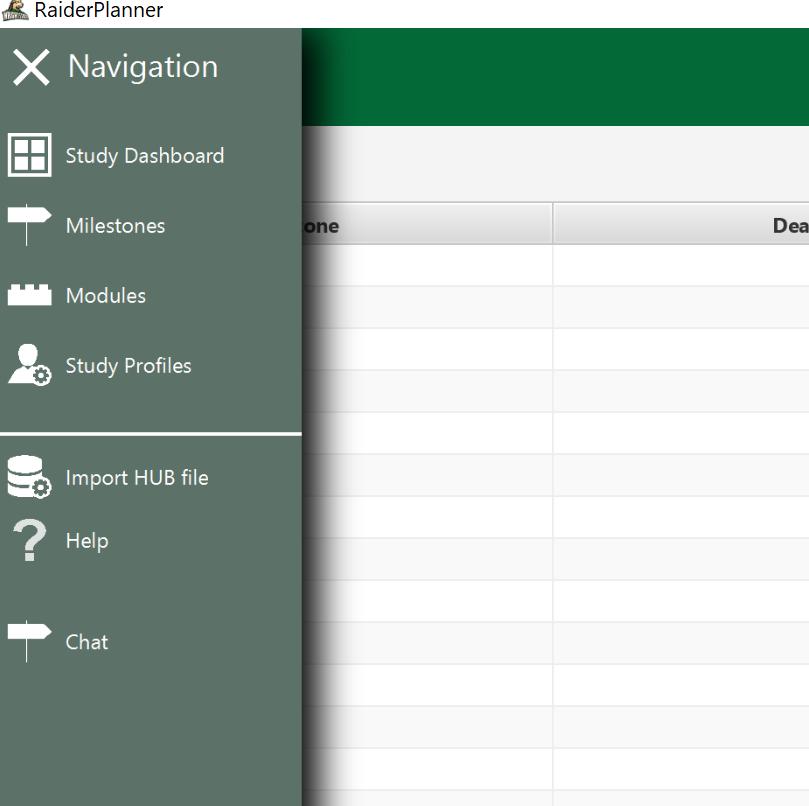 RaiderPlanner
Navigation
Study Dashboard
Milestones
one
Dea
Modules
Study Profiles
Import HUB file
Help
Chat